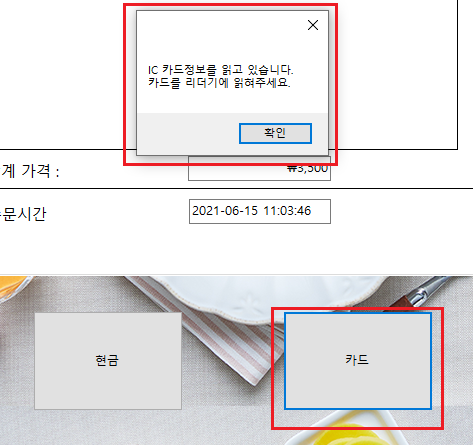 IC 카드정보를 읽고 있습니다.
카드를 리더기에 읽혀주세요.
확인
계 가격 :
₩3,500
문시간
2021-06-15 11:03:46
현금
카드